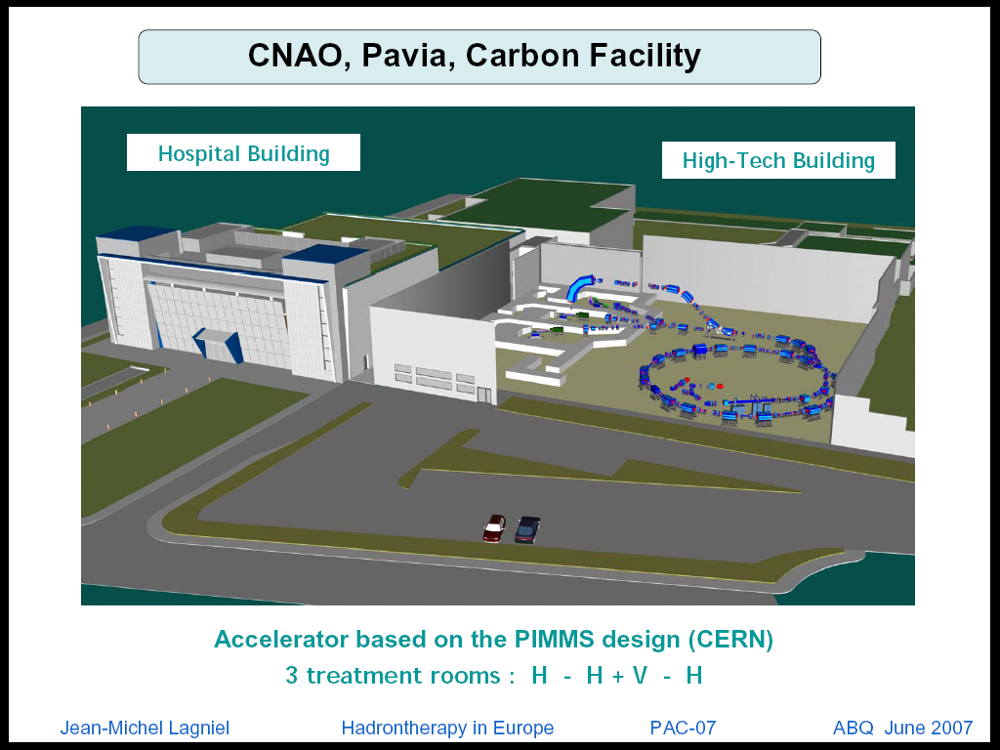 CNAO, Pavia, Carbon Facility
Hospital Building
High-Tech Building
Accelerator based on the PIMMS design (CERN)
3 treatment rooms : H - H + V - H
Jean-Michel Lagniel Hadrontherapy in Europe PAC-07 ABQ June 2007